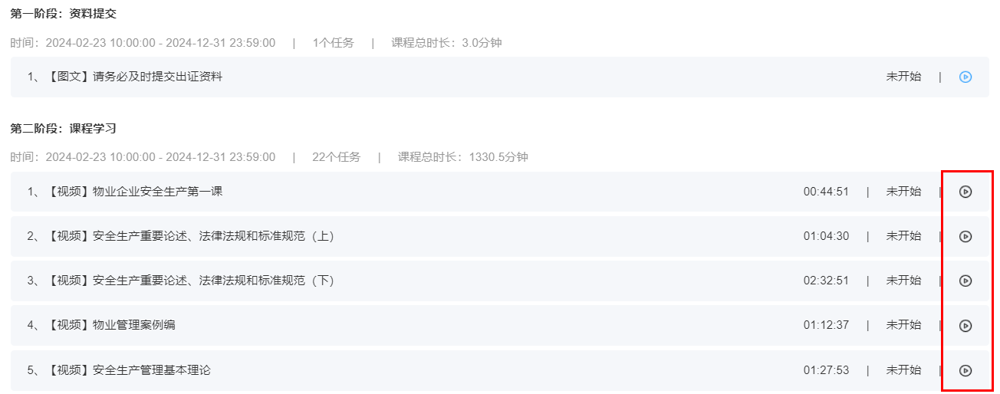 第一阶段：资料提交
时间：2024-02-23 10:00:00 - 2024-12-31 23:59:00 | 1个任务 | 课程总时长：3.0分钟
1、【图文】请务必及时提交出证资料 未开始 |
第二阶段：课程学习
时间：2024-02-23 10:00:00 - 2024-12-31 23:59:00 | 22个任务 | 课程总时长：1330.5分钟
1、【视频】物业企业安全生产第一课 00:44:51 | 未开始 |
2、【视频】安全生产重要论述、法律法规和标准规范（上） 01:04:30 | 未开始 |
3、【视频】安全生产重要论述、法律法规和标准规范（下） 02:32:51 | 未开始 |
4、【视频】物业管理案例编 01:12:37 | 未开始 |
5、【视频】安全生产管理基本理论 01:27:53 | 未开始 |